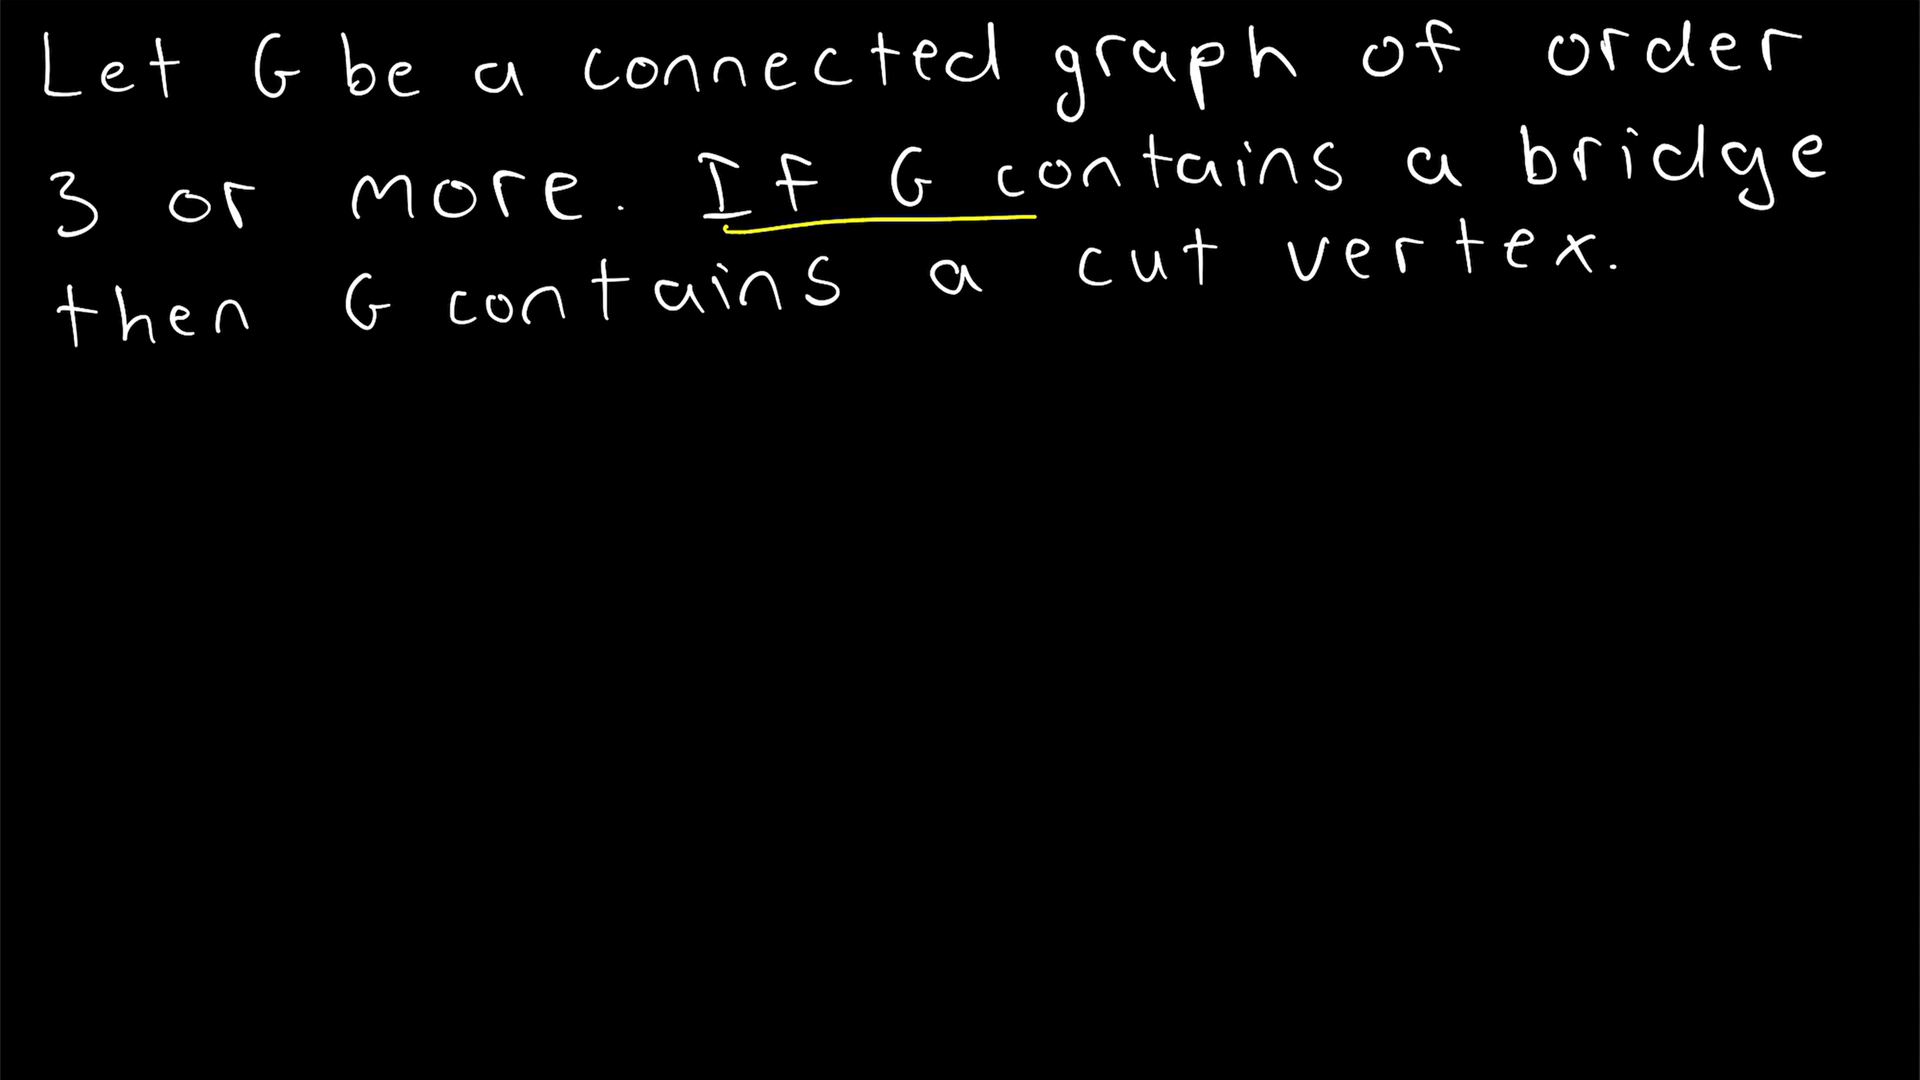 Let G be a connected graph of order
3 or more. If G contains a bridge
then G contains a cut vertex.